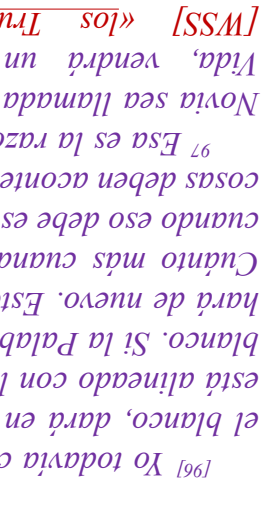 [96] Yo todavía c
el blanco, dará en
está alineado con l
blanco. Si la Palab
hará de nuevo. Est
Cuánto más cuand
cuando eso debe es
cosas deben aconte
97 Esa es la razo
Novia sea llamada
Vida, vendrá un
[WSS] «los Tru